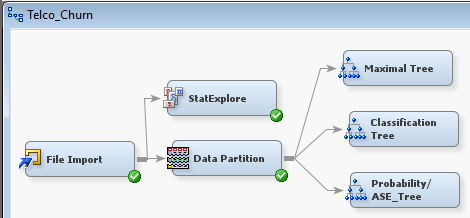 Telco_Churn
Maximal Tree
StatExplore
Classification
Tree
File Import
Data Partition
Probability/
ASE_Tree